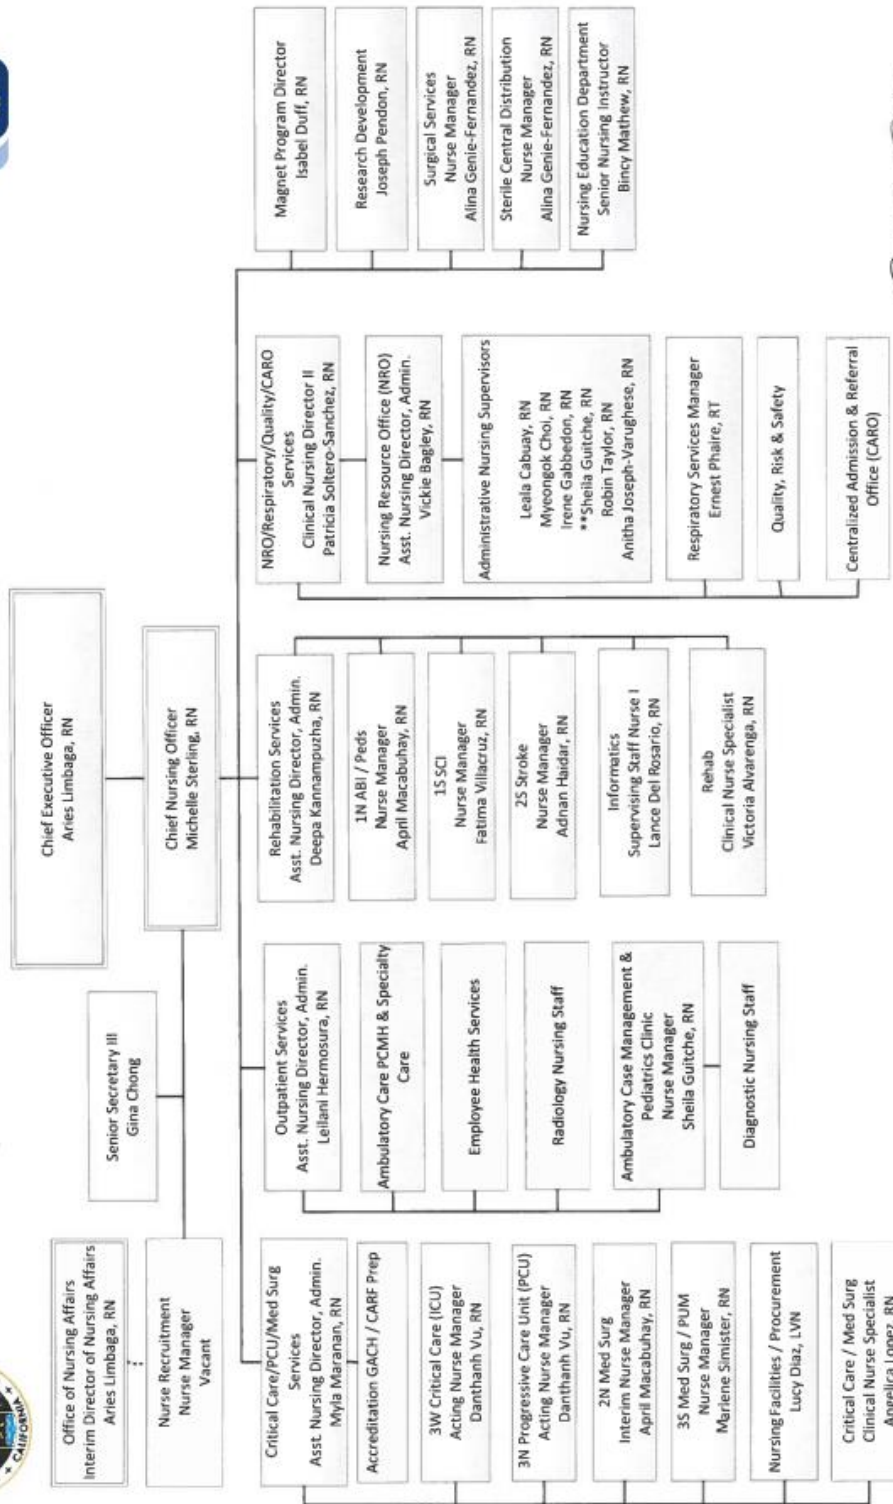 CALIFORNIA
Chief Executive Officer
Aries Limbaga, RN
Senior Secretary III
Gina Chong
Chief Nursing Officer
Michelle Sterling, RN
Office of Nursing Affairs
Interim Director of Nursing Affairs
Aries Limbaga, RN
Nurse Recruitment
Nurse Manager
Vacant
Critical Care/PCU/Med Surg
Services
Asst. Nursing Director, Admin.
Myla Maranan, RN
Accreditation GACH / CARF Prep
3W Critical Care (ICU)
Acting Nurse Manager
Danthanh Vu, RN
3N Progressive Care Unit (PCU)
Acting Nurse Manager
Danthanh Vu, RN
2N Med Surg
Interim Nurse Manager
April Macabuhay, RN
3S Med Surg / PUM
Nurse Manager
Mariene Simister, RN
Nursing Facilities / Procurement
Lucy Diaz, LVN
Critical Care / Med Surg
Clinical Nurse Specialist
Angelica Lopez, RN
Outpatient Services
Asst. Nursing Director, Admin.
Leilani Hermosura, RN
Ambulatory Care PCMH & Specialty
Care
Employee Health Services
Radiology Nursing Staff
Ambulatory Case Management &
Pediatrics Clinic
Nurse Manager
Sheila Guitche, RN
Diagnostic Nursing Staff
Rehabilitation Services
Asst. Nursing Director, Admin.
Deepa Kannampuzha, RN
1N ABI / Peds
Nurse Manager
April Macabuhay, RN
1S SCI
Nurse Manager
Fatima Villacruz, RN
2S Stroke
Nurse Manager
Adnan Haidar, RN
Informatics
Supervising Staff Nurse I
Lance Del Rosario, RN
Rehab
Clinical Nurse Specialist
Victoria Alvarenga, RN
NRO/Respiratory/Quality/CARO
Services
Clinical Nursing Director II
Patricia Soltero-Sanchez, RN
Nursing Resource Office (NRO)
Asst. Nursing Director, Admin.
Vickie Bagley, RN
Administrative Nursing Supervisors
Leala Cabuay, RN
Myeongok Choi, RN
Irene Gabbedon, RN
**Sheila Guitche, RN
Robin Taylor, RN
Anitha Joseph-Varughese, RN
Respiratory Services Manager
Ernest Phaire, RT
Quality, Risk & Safety
Centralized Admission & Referral
Office (CARO)
Magnet Program Director
Isabel Duff, RN
Research Development
Joseph Pendon, RN
Surgical Services
Nurse Manager
Alina Genie-Fernandez, RN
Sterile Central Distribution
Nurse Manager
Alina Genie-Fernandez, RN
Nursing Education Department
Senior Nursing Instructor
Bincy Mathew, RN